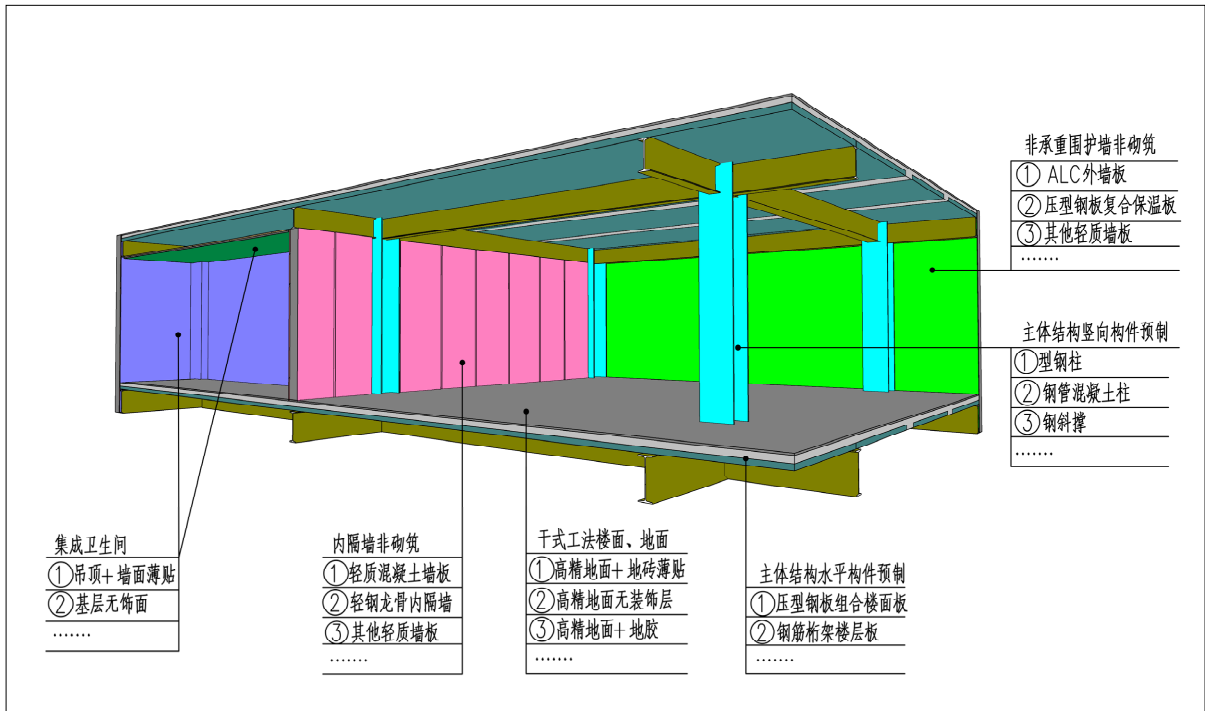 非承重围护墙非砌筑
① ALC外墙板
② 压型钢板复合保温板
③ 其他轻质墙板
.......
主体结构竖向构件预制
① 型钢柱
② 钢管混凝土柱
③ 钢斜撑
.......
集成卫生间
① 吊顶+墙面薄贴
② 基层无饰面
.......
内隔墙非砌筑
① 轻质混凝土墙板
② 轻钢龙骨内隔墙
③ 其他轻质墙板
.......
干式工法楼面、地面
① 高精地面+地砖薄贴
② 高精地面无装饰层
③ 高精地面+地胶
.......
主体结构水平构件预制
① 压型钢板组合楼面板
② 钢筋桁架楼层板
.......